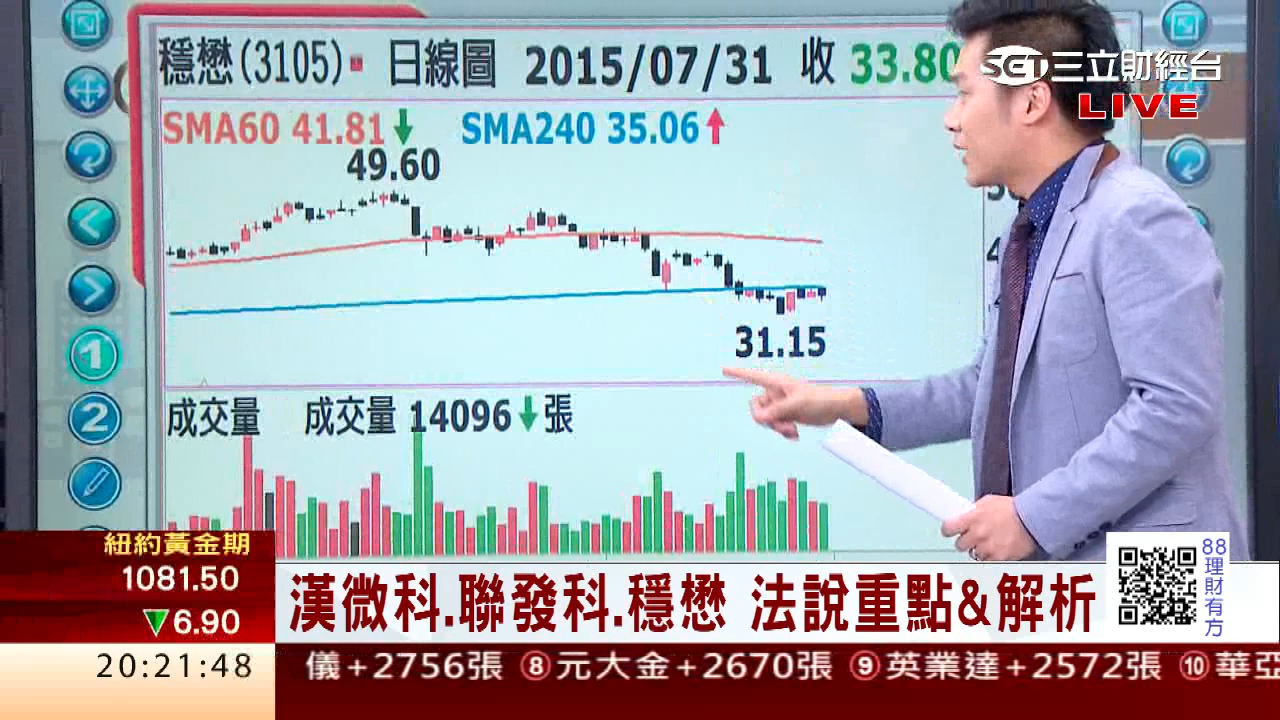 穩懋(3105) 日線圖 2015/07/31 收 33.80
三立財經台
LIVE
SMA60 41.81↓ SMA240 35.06↑
49.60
31.15
成交量 成交量 14096↓張
1
2
紐約黃金期
1081.50
▼6.90
20:21:48
漢微科.聯發科.穩懋 法說重點&解析
88理財有方
儀+2756張 ⑧元大金+2670張 ⑨英業達+2572張 ⑩華亞